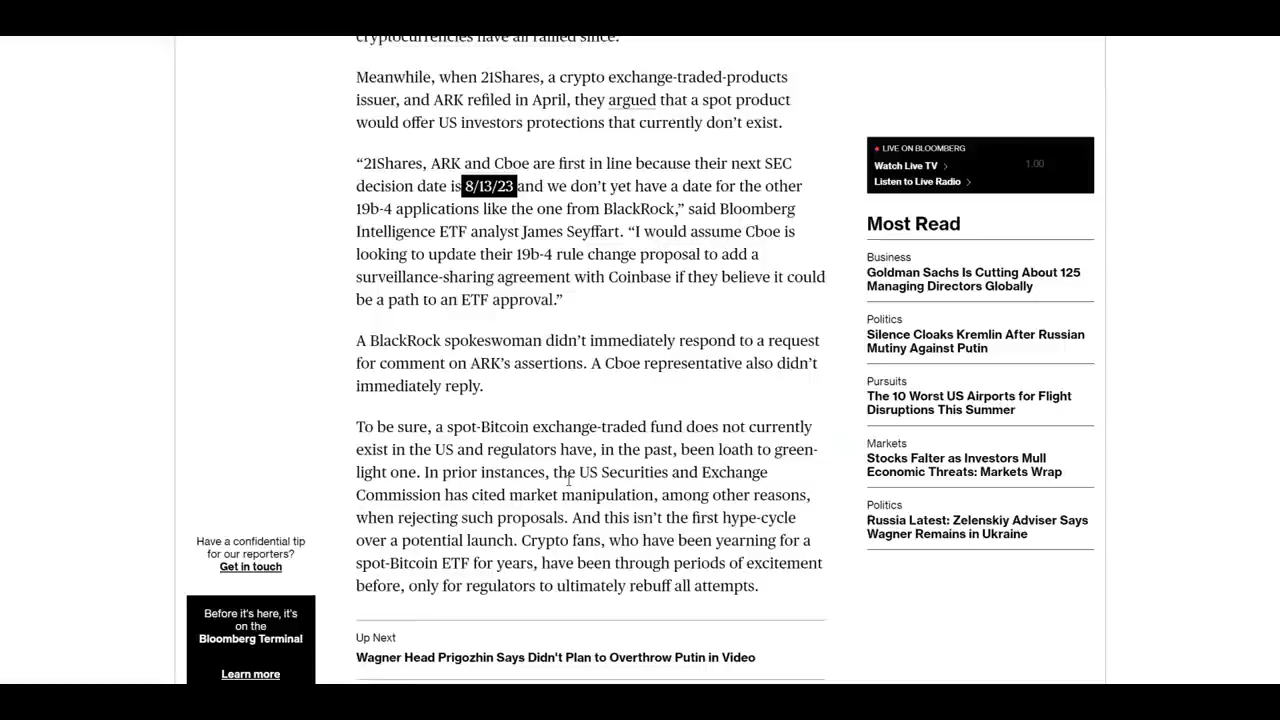 cryptocurrencies have all rallied since.
Meanwhile, when 21Shares, a crypto exchange-traded-products
issuer, and ARK refiled in April, they argued that a spot product
would offer US investors protections that currently don’t exist.
“21Shares, ARK and Cboe are first in line because their next SEC
decision date is 8/13/23 and we don’t yet have a date for the other
19b-4 applications like the one from BlackRock,” said Bloomberg
Intelligence ETF analyst James Seyffart. “I would assume Cboe is
looking to update their 19b-4 rule change proposal to add a
surveillance-sharing agreement with Coinbase if they believe it could
be a path to an ETF approval.”
A BlackRock spokeswoman didn’t immediately respond to a request
for comment on ARK’s assertions. A Cboe representative also didn’t
immediately reply.
To be sure, a spot-Bitcoin exchange-traded fund does not currently
exist in the US and regulators have, in the past, been loath to green-
light one. In prior instances, the US Securities and Exchange
Commission has cited market manipulation, among other reasons,
when rejecting such proposals. And this isn’t the first hype-cycle
over a potential launch. Crypto fans, who have been yearning for a
spot-Bitcoin ETF for years, have been through periods of excitement
before, only for regulators to ultimately rebuff all attempts.
Up Next
Wagner Head Prigozhin Says Didn't Plan to Overthrow Putin in Video
Have a confidential tip
for our reporters?
Get in touch
Before it's here, it's
on the
Bloomberg Terminal
Learn more
LIVE ON BLOOMBERG
Watch Live TV
Listen to Live Radio
1.00
Most Read
Business
Goldman Sachs Is Cutting About 125
Managing Directors Globally
Politics
Silence Cloaks Kremlin After Russian
Mutiny Against Putin
Pursuits
The 10 Worst US Airports for Flight
Disruptions This Summer
Markets
Stocks Falter as Investors Mull
Economic Threats: Markets Wrap
Politics
Russia Latest: Zelenskiy Adviser Says
Wagner Remains in Ukraine